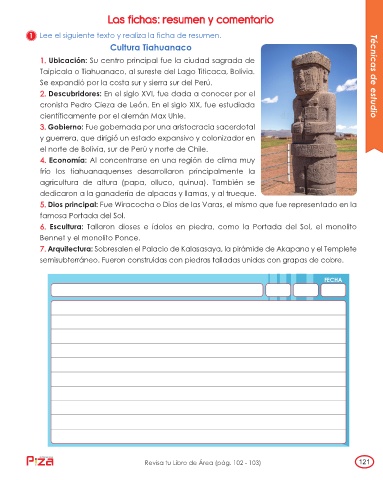 Las fichas: resumen y comentario
1 Lee el siguiente texto y realiza la ficha de resumen.
Cultura Tiahuanaco
1. Ubicación: Su centro principal fue la ciudad sagrada de
Taipicala o Tiahuanaco, al sureste del Lago Titicaca, Bolivia.
Se expandió por la costa sur y sierra sur del Perú.
2. Descubridores: En el siglo XVI, fue dada a conocer por el
cronista Pedro Cieza de León. En el siglo XIX, fue estudiada
científicamente por el alemán Max Uhle.
3. Gobierno: Fue gobernada por una aristocracia sacerdotal
y guerrera, que dirigió un estado expansivo y colonizador en
el norte de Bolivia, sur de Perú y norte de Chile.
4. Economía: Al concentrarse en una región de clima muy
frío los tiahuanaquenses desarrollaron principalmente la
agricultura de altura (papa, olluco, quinua). También se
dedicaron a la ganadería de alpacas y llamas, y al trueque.
5. Dios principal: Fue Wiracocha o Dios de las Varas, el mismo que fue representado en la
famosa Portada del Sol.
6. Escultura: Tallaron dioses e ídolos en piedra, como la Portada del Sol, el monolito
Bennet y el monolito Ponce.
7. Arquitectura: Sobresalen el Palacio de Kalasasaya, la pirámide de Akapana y el Templete
semisubterráneo. Fueron construidas con piedras talladas unidas con grapas de cobre.
Técnicas de estudio
FECHA
Revisa tu Libro de Área (pág. 102 - 103)
121